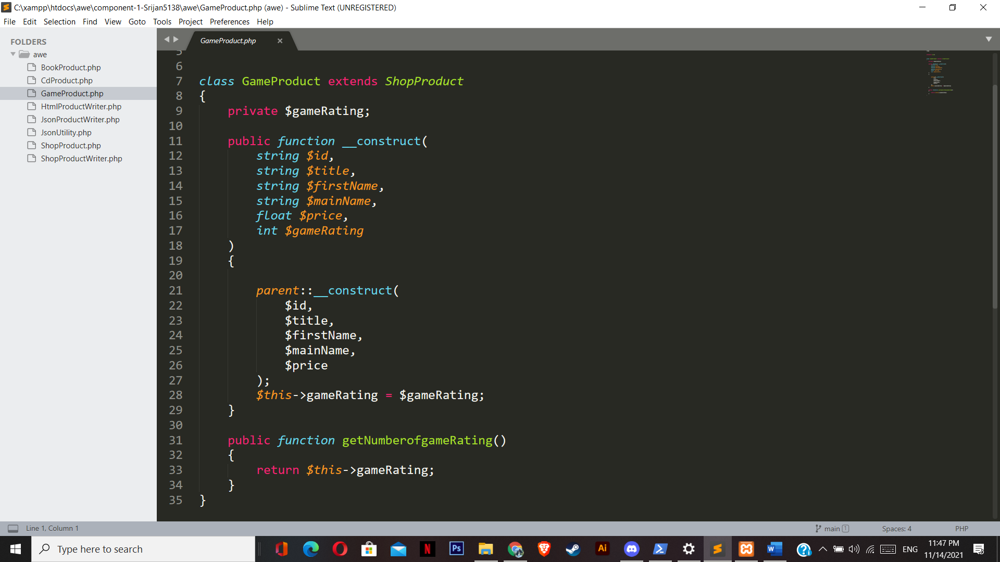 C:\xampp\htdocs\awe\component-1-Srijan5138\awe\GameProduct.php (awe) - Sublime Text (UNREGISTERED)
File Edit Selection Find View Goto Tools Project Preferences Help
FOLDERS
awe
BookProduct.php
CdProduct.php
GameProduct.php
HtmlProductWriter.php
JsonProductWriter.php
JsonUtility.php
ShopProduct.php
ShopProductWriter.php
GameProduct.php ×
5
6
7 class GameProduct extends ShopProduct
8 {
9     private $gameRating;
10
11     public function __construct(
12         string $id,
13         string $title,
14         string $firstName,
15         string $mainName,
16         float $price,
17         int $gameRating
18     )
19     {
20
21         parent::__construct(
22             $id,
23             $title,
24             $firstName,
25             $mainName,
26             $price
27         );
28         $this->gameRating = $gameRating;
29     }
30
31     public function getNumberofgameRating()
32     {
33         return $this->gameRating;
34     }
35 }
Line 1, Column 1
main 1
Spaces: 4
PHP
Type here to search
N
Ps
Ai
W
ENG
11:47 PM
11/14/2021